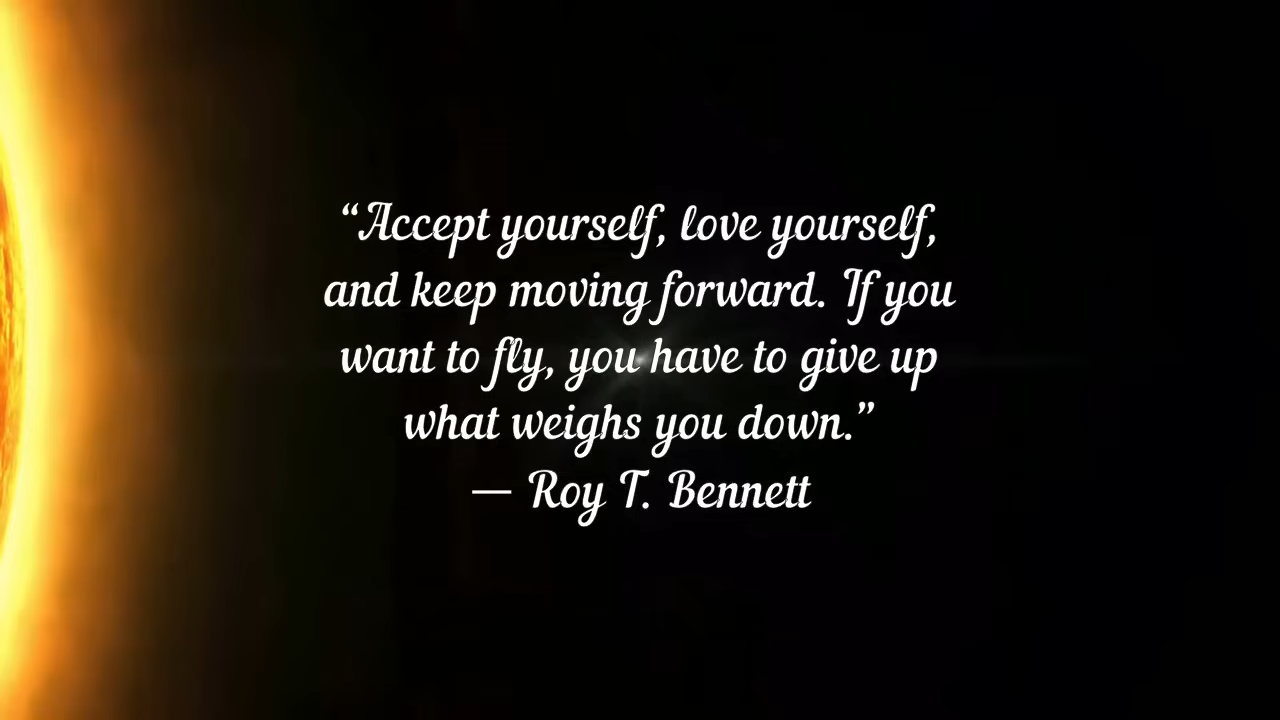 “Accept yourself, love yourself,
and keep moving forward. If you
want to fly, you have to give up
what weighs you down.”
— Roy T. Bennett